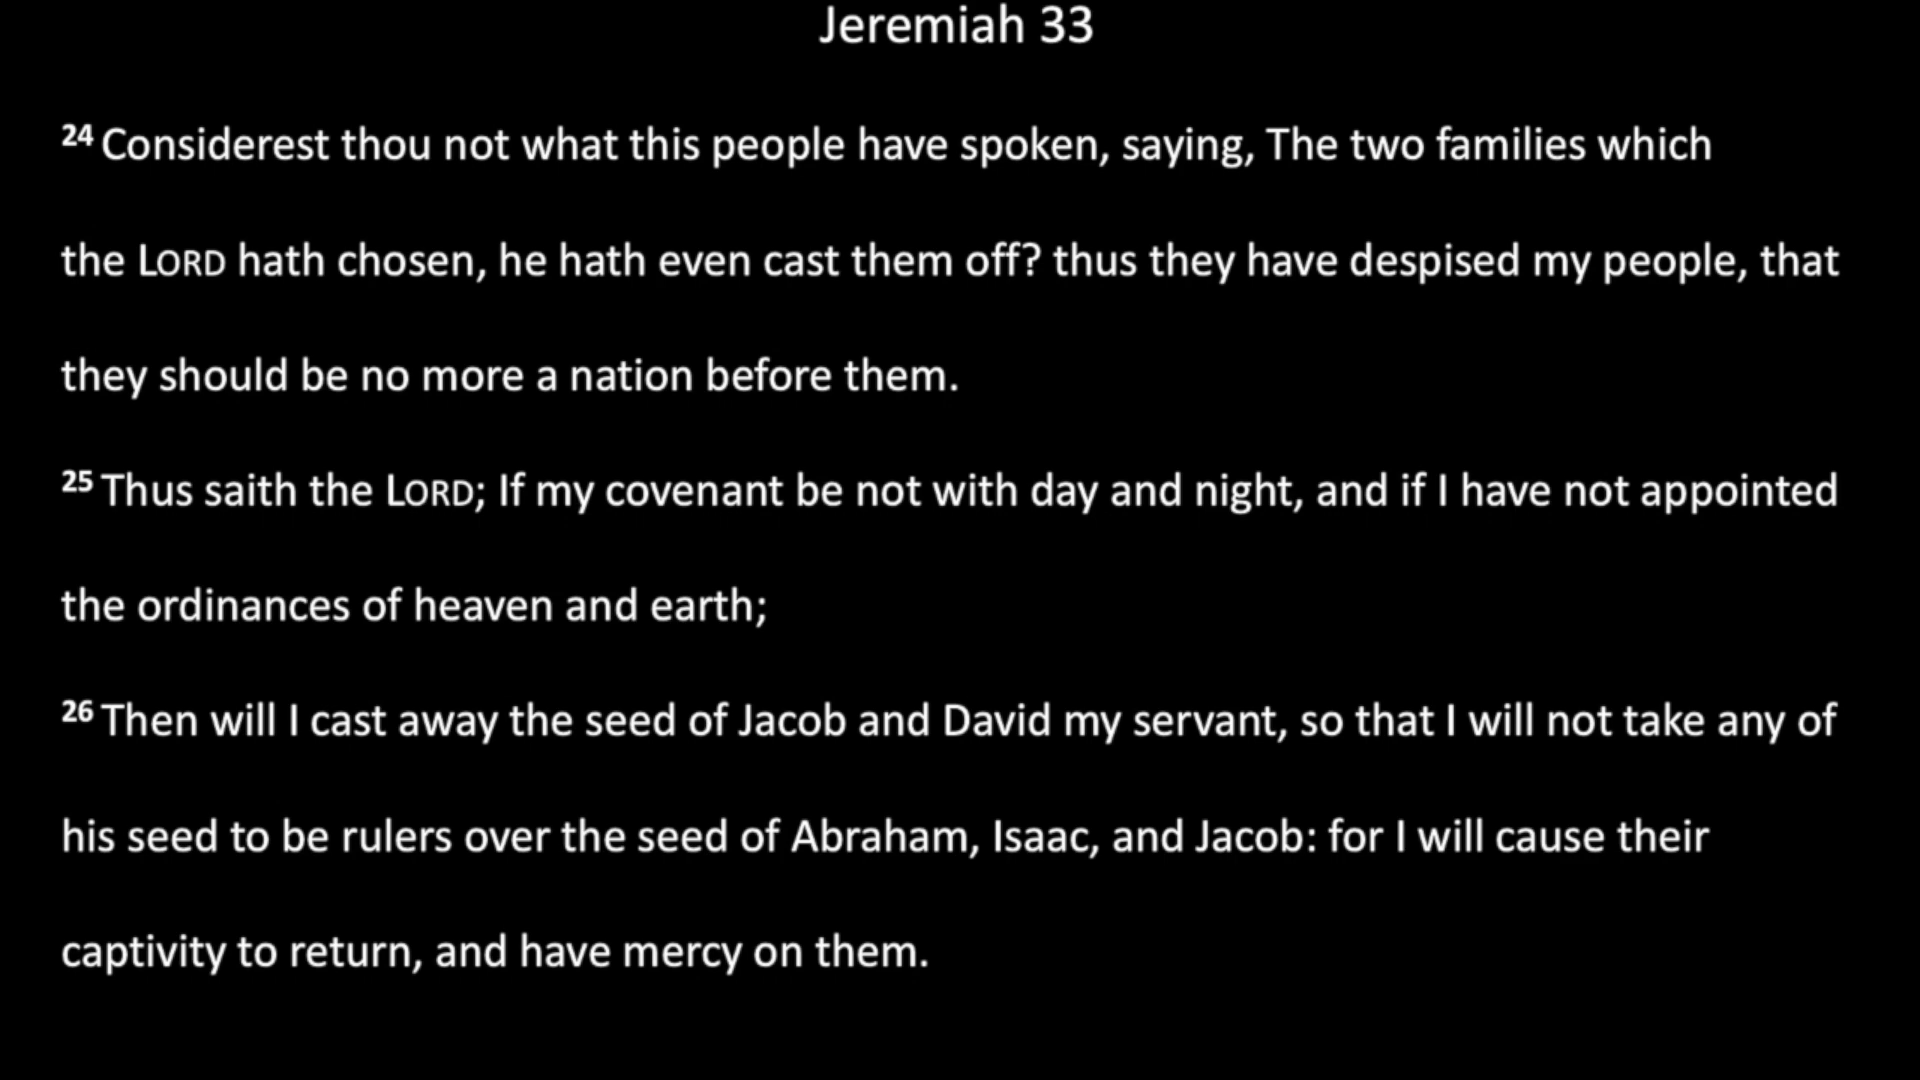 Jeremiah 33
24 Considerest thou not what this people have spoken, saying, The two families which
the LORD hath chosen, he hath even cast them off? thus they have despised my people, that
they should be no more a nation before them.
25 Thus saith the LORD; If my covenant be not with day and night, and if I have not appointed
the ordinances of heaven and earth;
26 Then will I cast away the seed of Jacob and David my servant, so that I will not take any of
his seed to be rulers over the seed of Abraham, Isaac, and Jacob: for I will cause their
captivity to return, and have mercy on them.